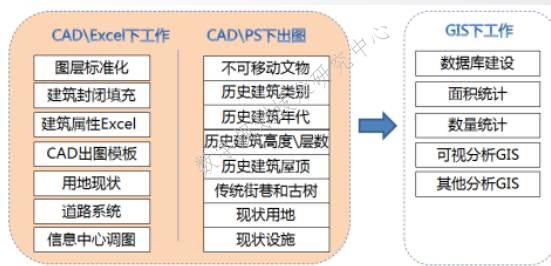 CAD\Excel下工作
图层标准化
建筑封闭填充
建筑属性Excel
CAD出图模板
用地现状
道路系统
信息中心调图
CAD\PS下出图
不可移动文物
历史建筑类别
历史建筑年代
历史建筑高度\层数
历史建筑屋顶
传统街巷和古树
现状用地
现状设施
GIS下工作
数据库建设
面积统计
数量统计
可视分析GIS
其他分析GIS